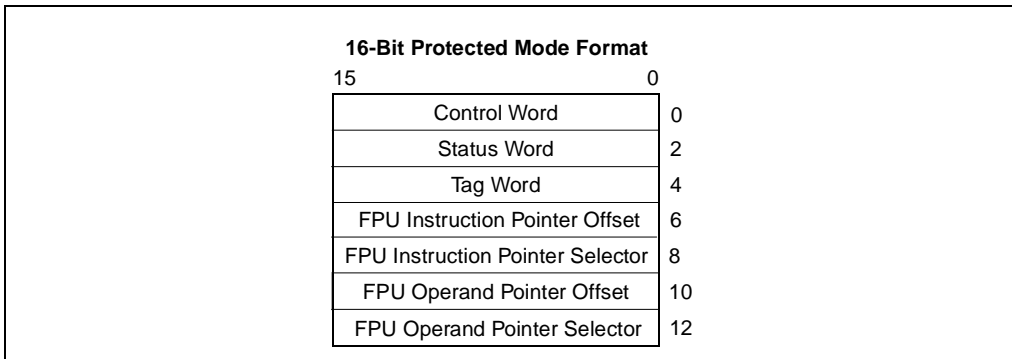 16-Bit Protected Mode Format
15 0
Control Word 0
Status Word 2
Tag Word 4
FPU Instruction Pointer Offset 6
FPU Instruction Pointer Selector 8
FPU Operand Pointer Offset 10
FPU Operand Pointer Selector 12